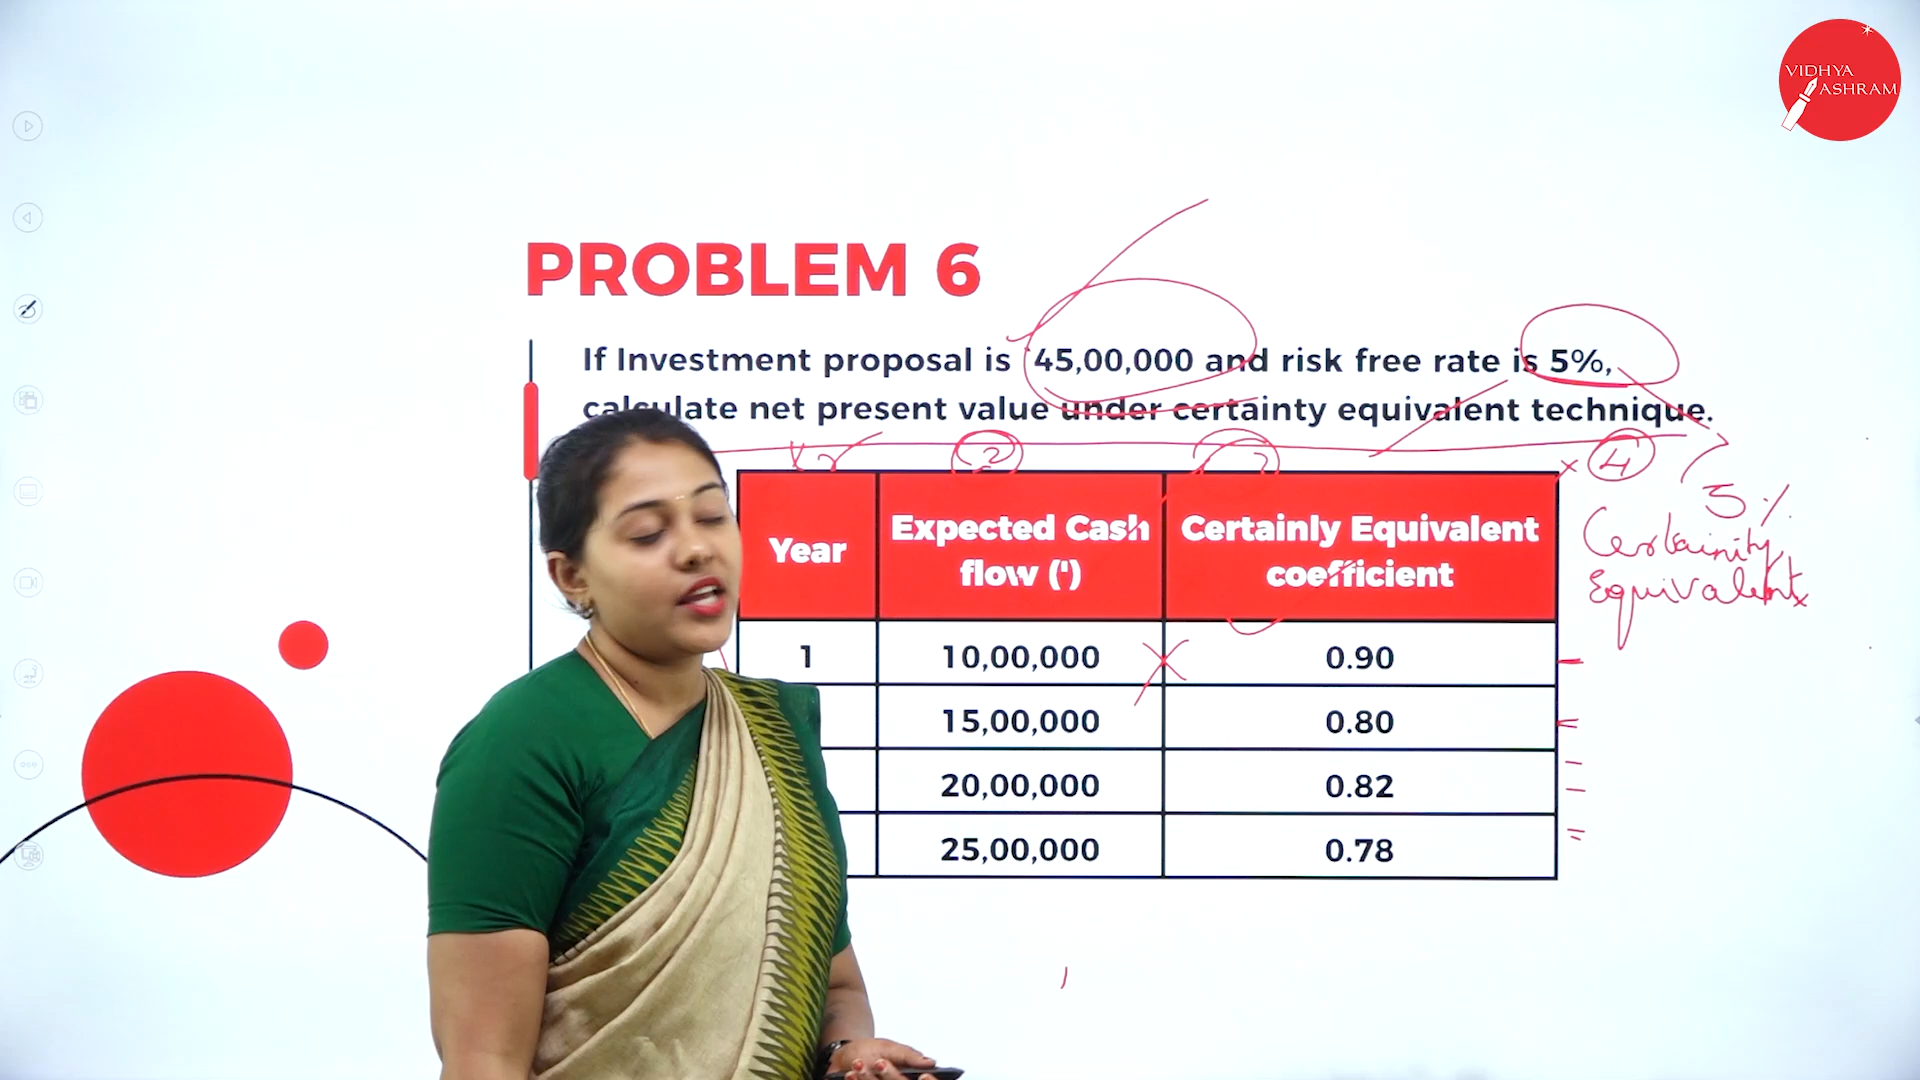 VIDHYA
ASHRAM
PROBLEM 6
If Investment proposal is 45,00,000 and risk free rate is 5%,
calculate net present value under certainty equivalent technique.
2 4
5%
Year Expected Cash flow (') Certainly Equivalent coefficient
Certainity
Equivalent
1 10,00,000 0.90
15,00,000 0.80
20,00,000 0.82
25,00,000 0.78